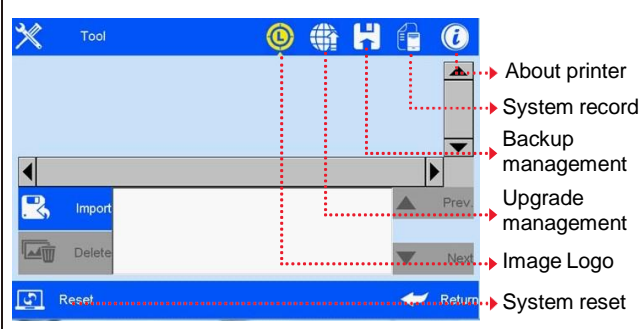 Tool
L
i
About printer
System record
Backup
management
Upgrade
management
Import
Prev.
Delete
Next
Image Logo
Reset
Return
System reset